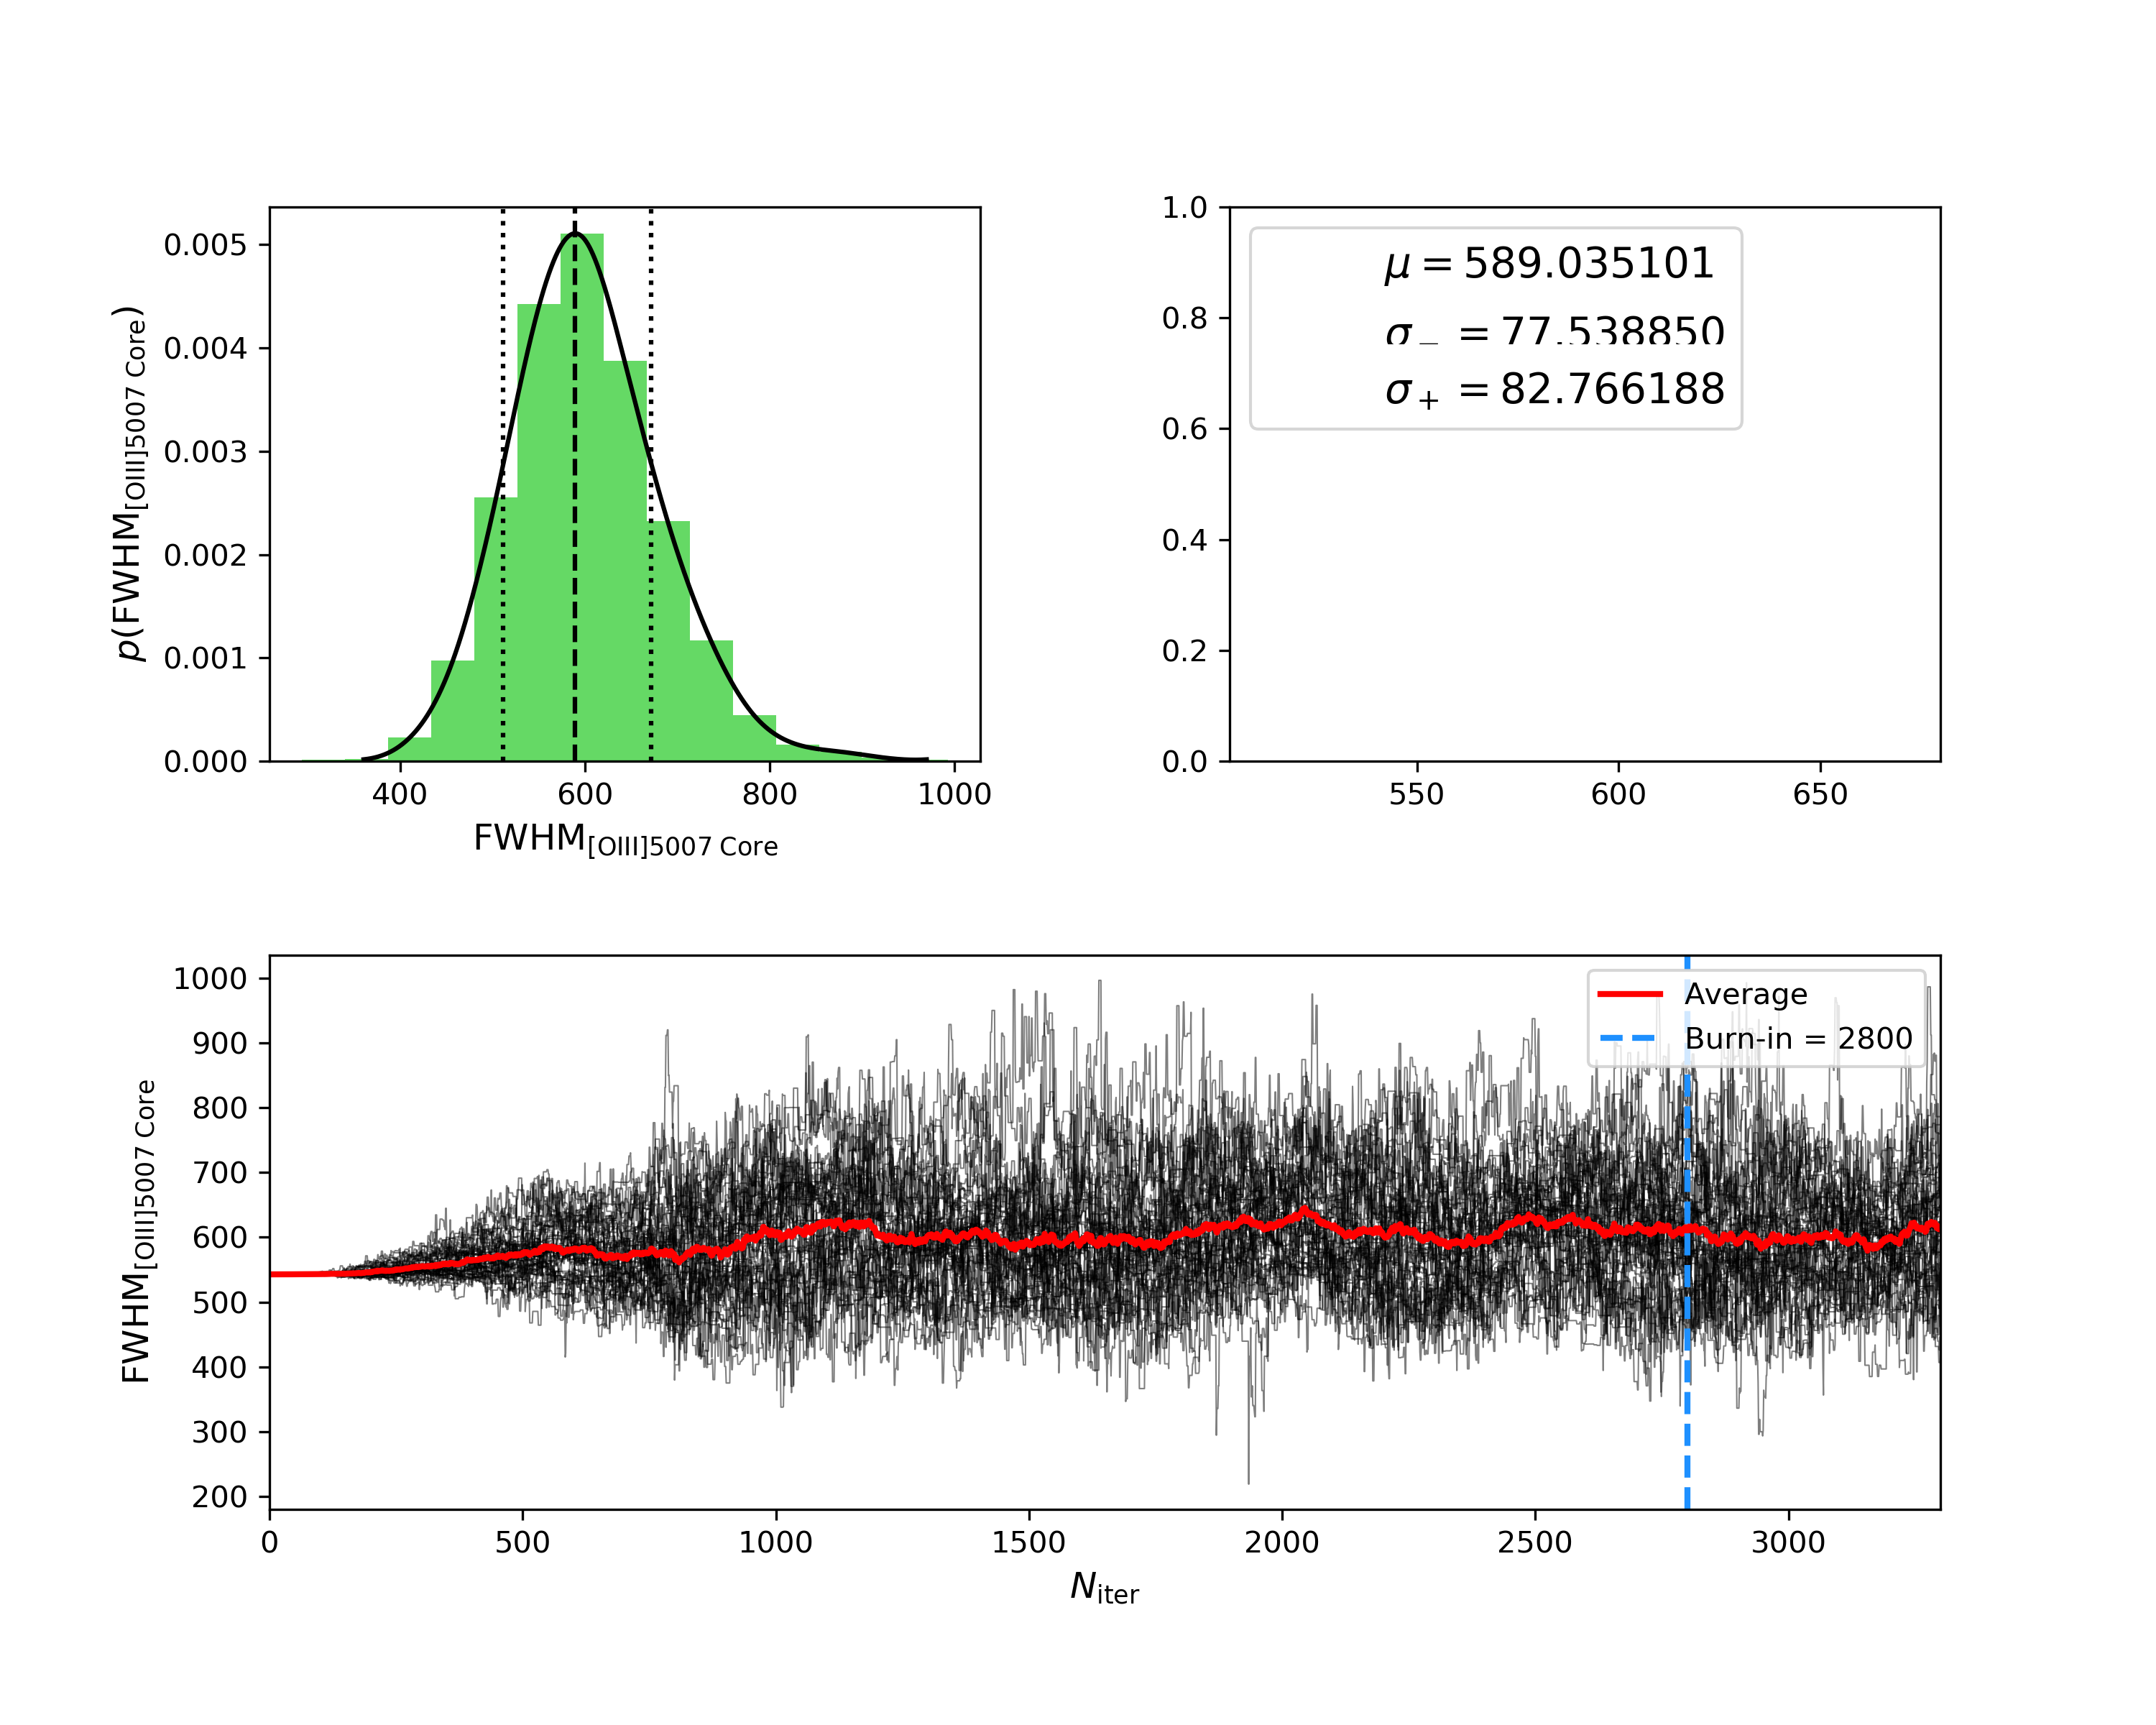 0.005
0.004
0.003
0.002
0.001
0.000
p(FWHM[OIII]5007 Core)
400 600 800 1000
FWHM[OIII]5007 Core
1.0
0.8
0.6
0.4
0.2
0.0
μ = 589.035101
σ− = 77.538850
σ+ = 82.766188
550 600 650
1000
900
800
700
600
500
400
300
200
FWHM[OIII]5007 Core
Average
Burn-in = 2800
0 500 1000 1500 2000 2500 3000
Niter